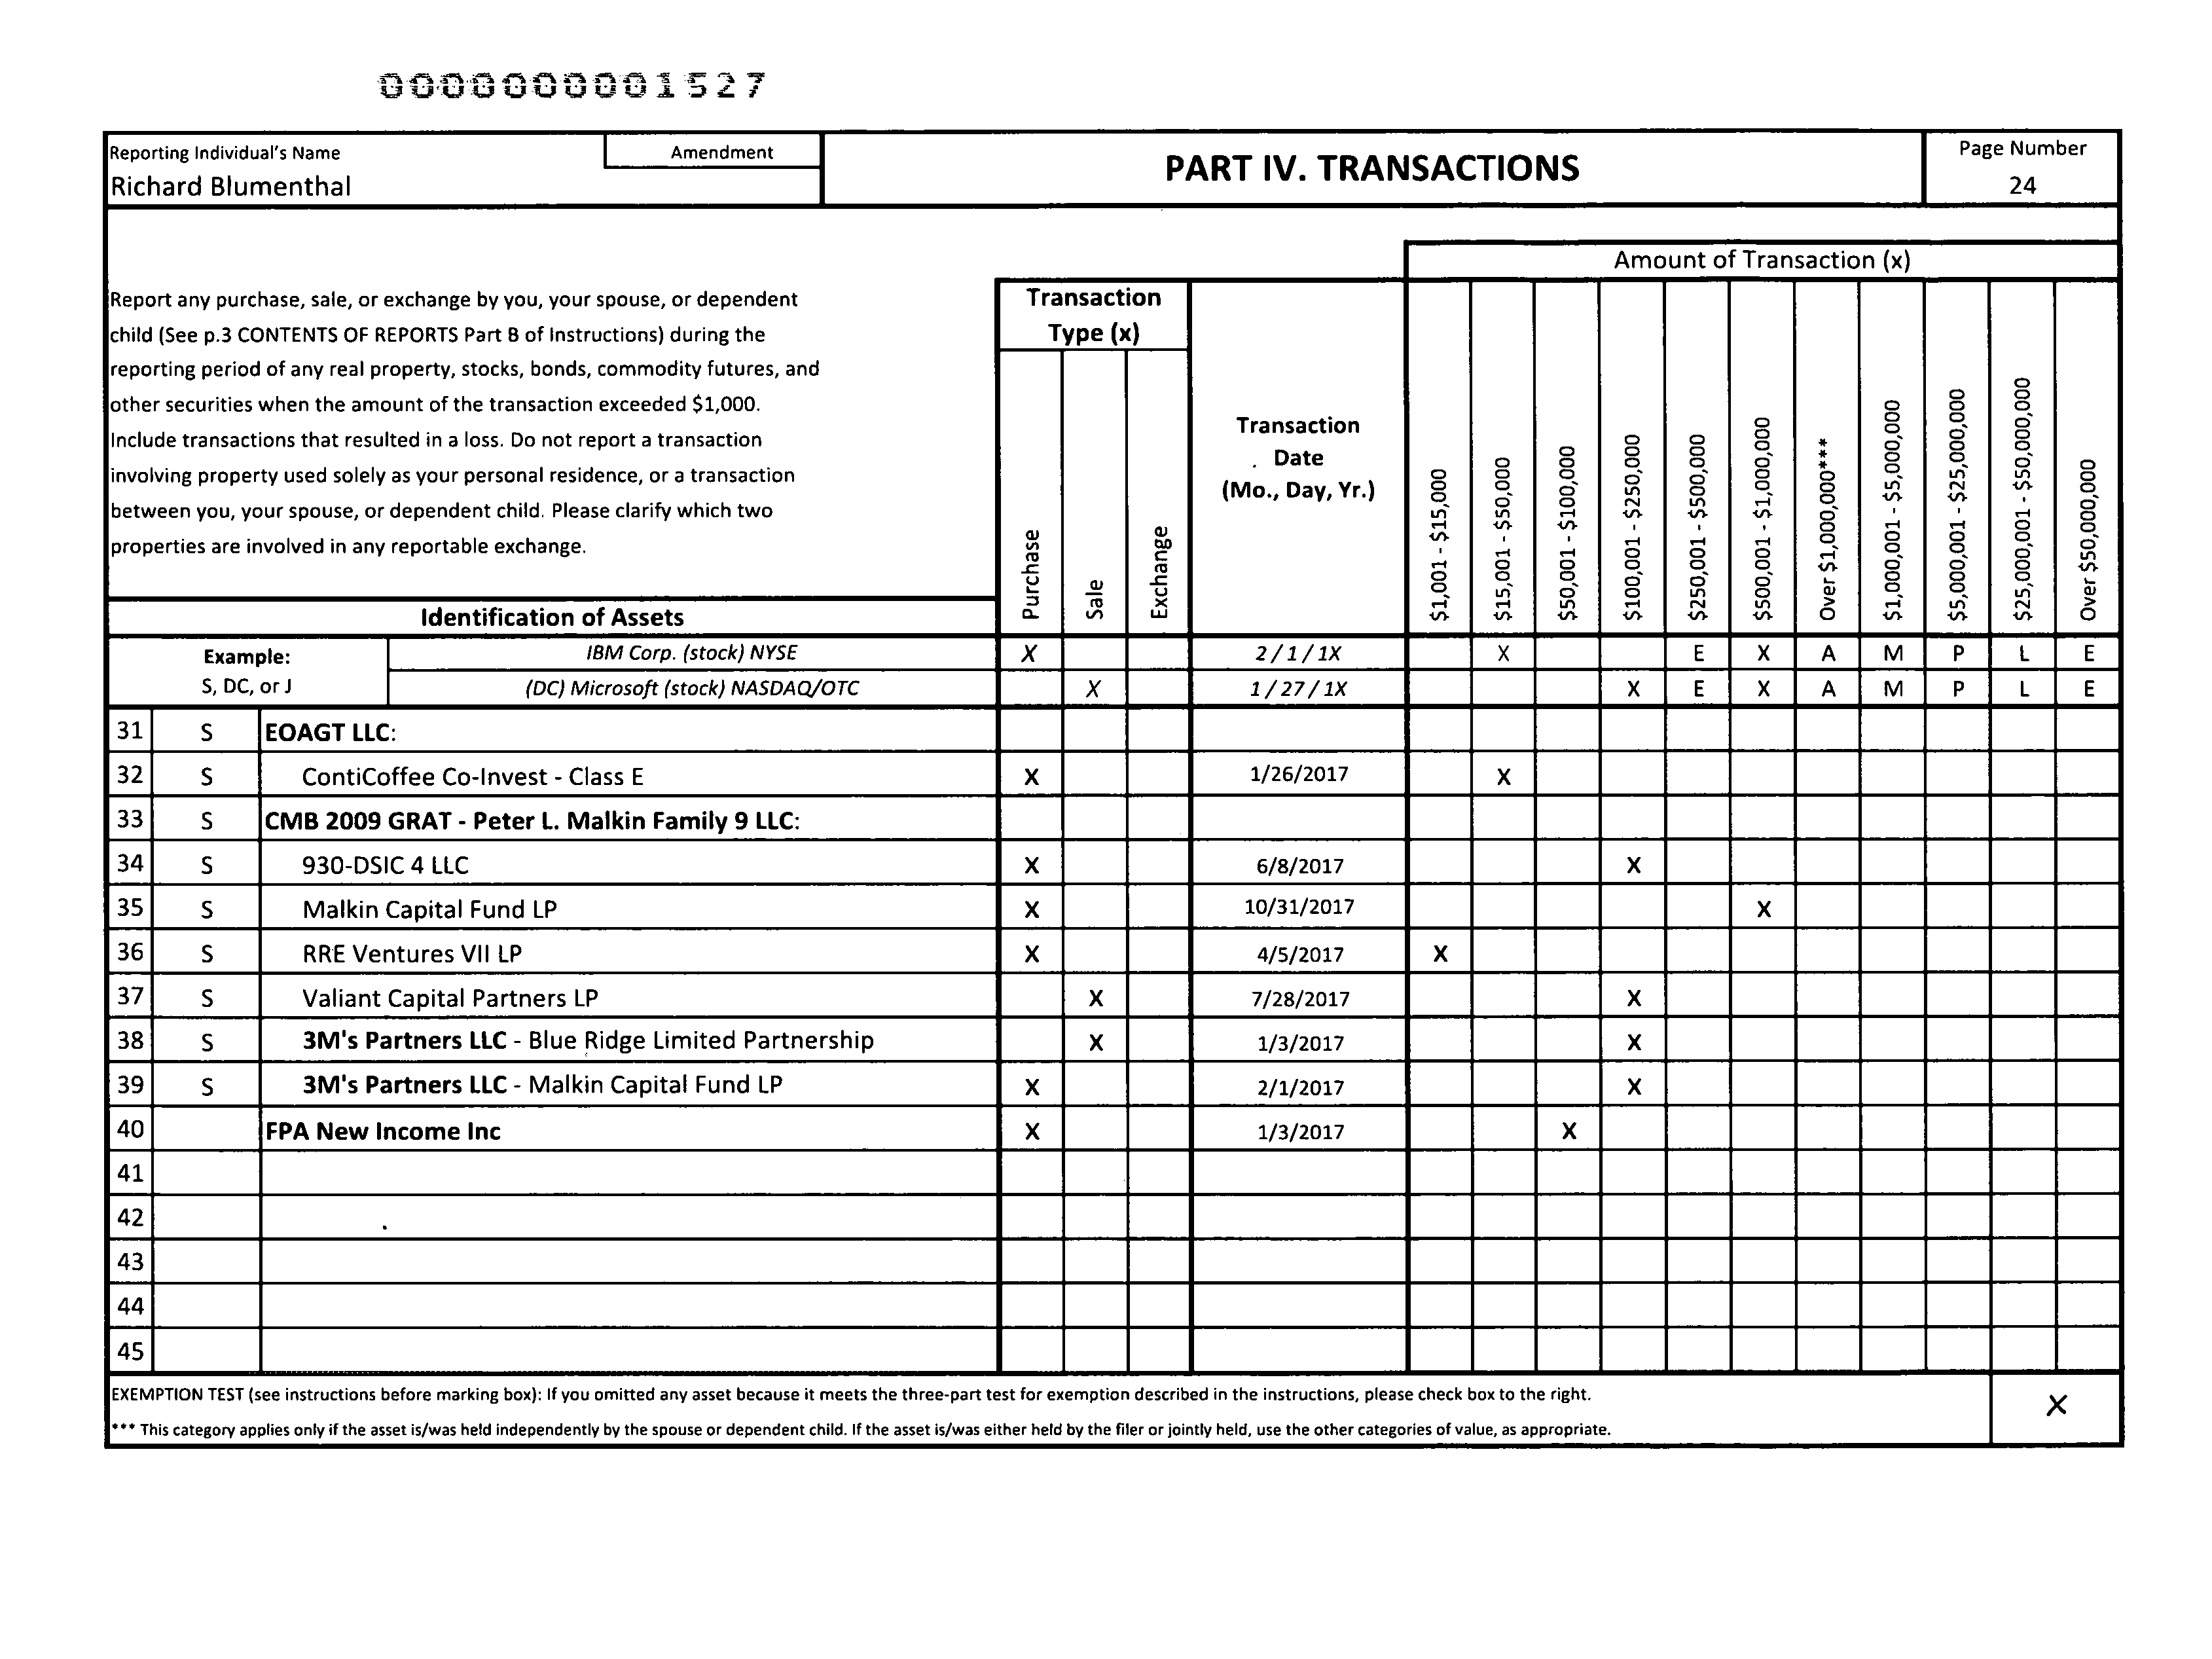 0000000001527
Reporting Individual's Name
Amendment
Richard Blumenthal
PART IV. TRANSACTIONS
Page Number
24
Report any purchase, sale, or exchange by you, your spouse, or dependent
child (See p.3 CONTENTS OF REPORTS Part B of Instructions) during the
reporting period of any real property, stocks, bonds, commodity futures, and
other securities when the amount of the transaction exceeded $1,000.
Include transactions that resulted in a loss. Do not report a transaction
involving property used solely as your personal residence, or a transaction
between you, your spouse, or dependent child. Please clarify which two
properties are involved in any reportable exchange.
Identification of Assets
Transaction
Type (x)
Purchase
Sale
Exchange
Transaction
Date
(Mo., Day, Yr.)
Amount of Transaction (x)
$1,001 - $15,000
$15,001 - $50,000
$50,001 - $100,000
$100,001 - $250,000
$250,001 - $500,000
$500,001 - $1,000,000
Over $1,000,000***
$1,000,001 - $5,000,000
$5,000,001 - $25,000,000
$25,000,001 - $50,000,000
Over $50,000,000
Example:
S, DC, or J
IBM Corp. (stock) NYSE X 2 / 1 / 1X X E X A M P L E
(DC) Microsoft (stock) NASDAQ/OTC X 1 / 27 / 1X X E X A M P L E
31 S EOAGT LLC:
32 S ContiCoffee Co-Invest - Class E X 1/26/2017 X
33 S CMB 2009 GRAT - Peter L. Malkin Family 9 LLC:
34 S 930-DSIC 4 LLC X 6/8/2017 X
35 S Malkin Capital Fund LP X 10/31/2017 X
36 S RRE Ventures VII LP X 4/5/2017 X
37 S Valiant Capital Partners LP X 7/28/2017 X
38 S 3M's Partners LLC - Blue Ridge Limited Partnership X 1/3/2017 X
39 S 3M's Partners LLC - Malkin Capital Fund LP X 2/1/2017 X
40 FPA New Income Inc X 1/3/2017 X
41
42
43
44
45
EXEMPTION TEST (see instructions before marking box): If you omitted any asset because it meets the three-part test for exemption described in the instructions, please check box to the right.
X
*** This category applies only if the asset is/was held independently by the spouse or dependent child. If the asset is/was either held by the filer or jointly held, use the other categories of value, as appropriate.